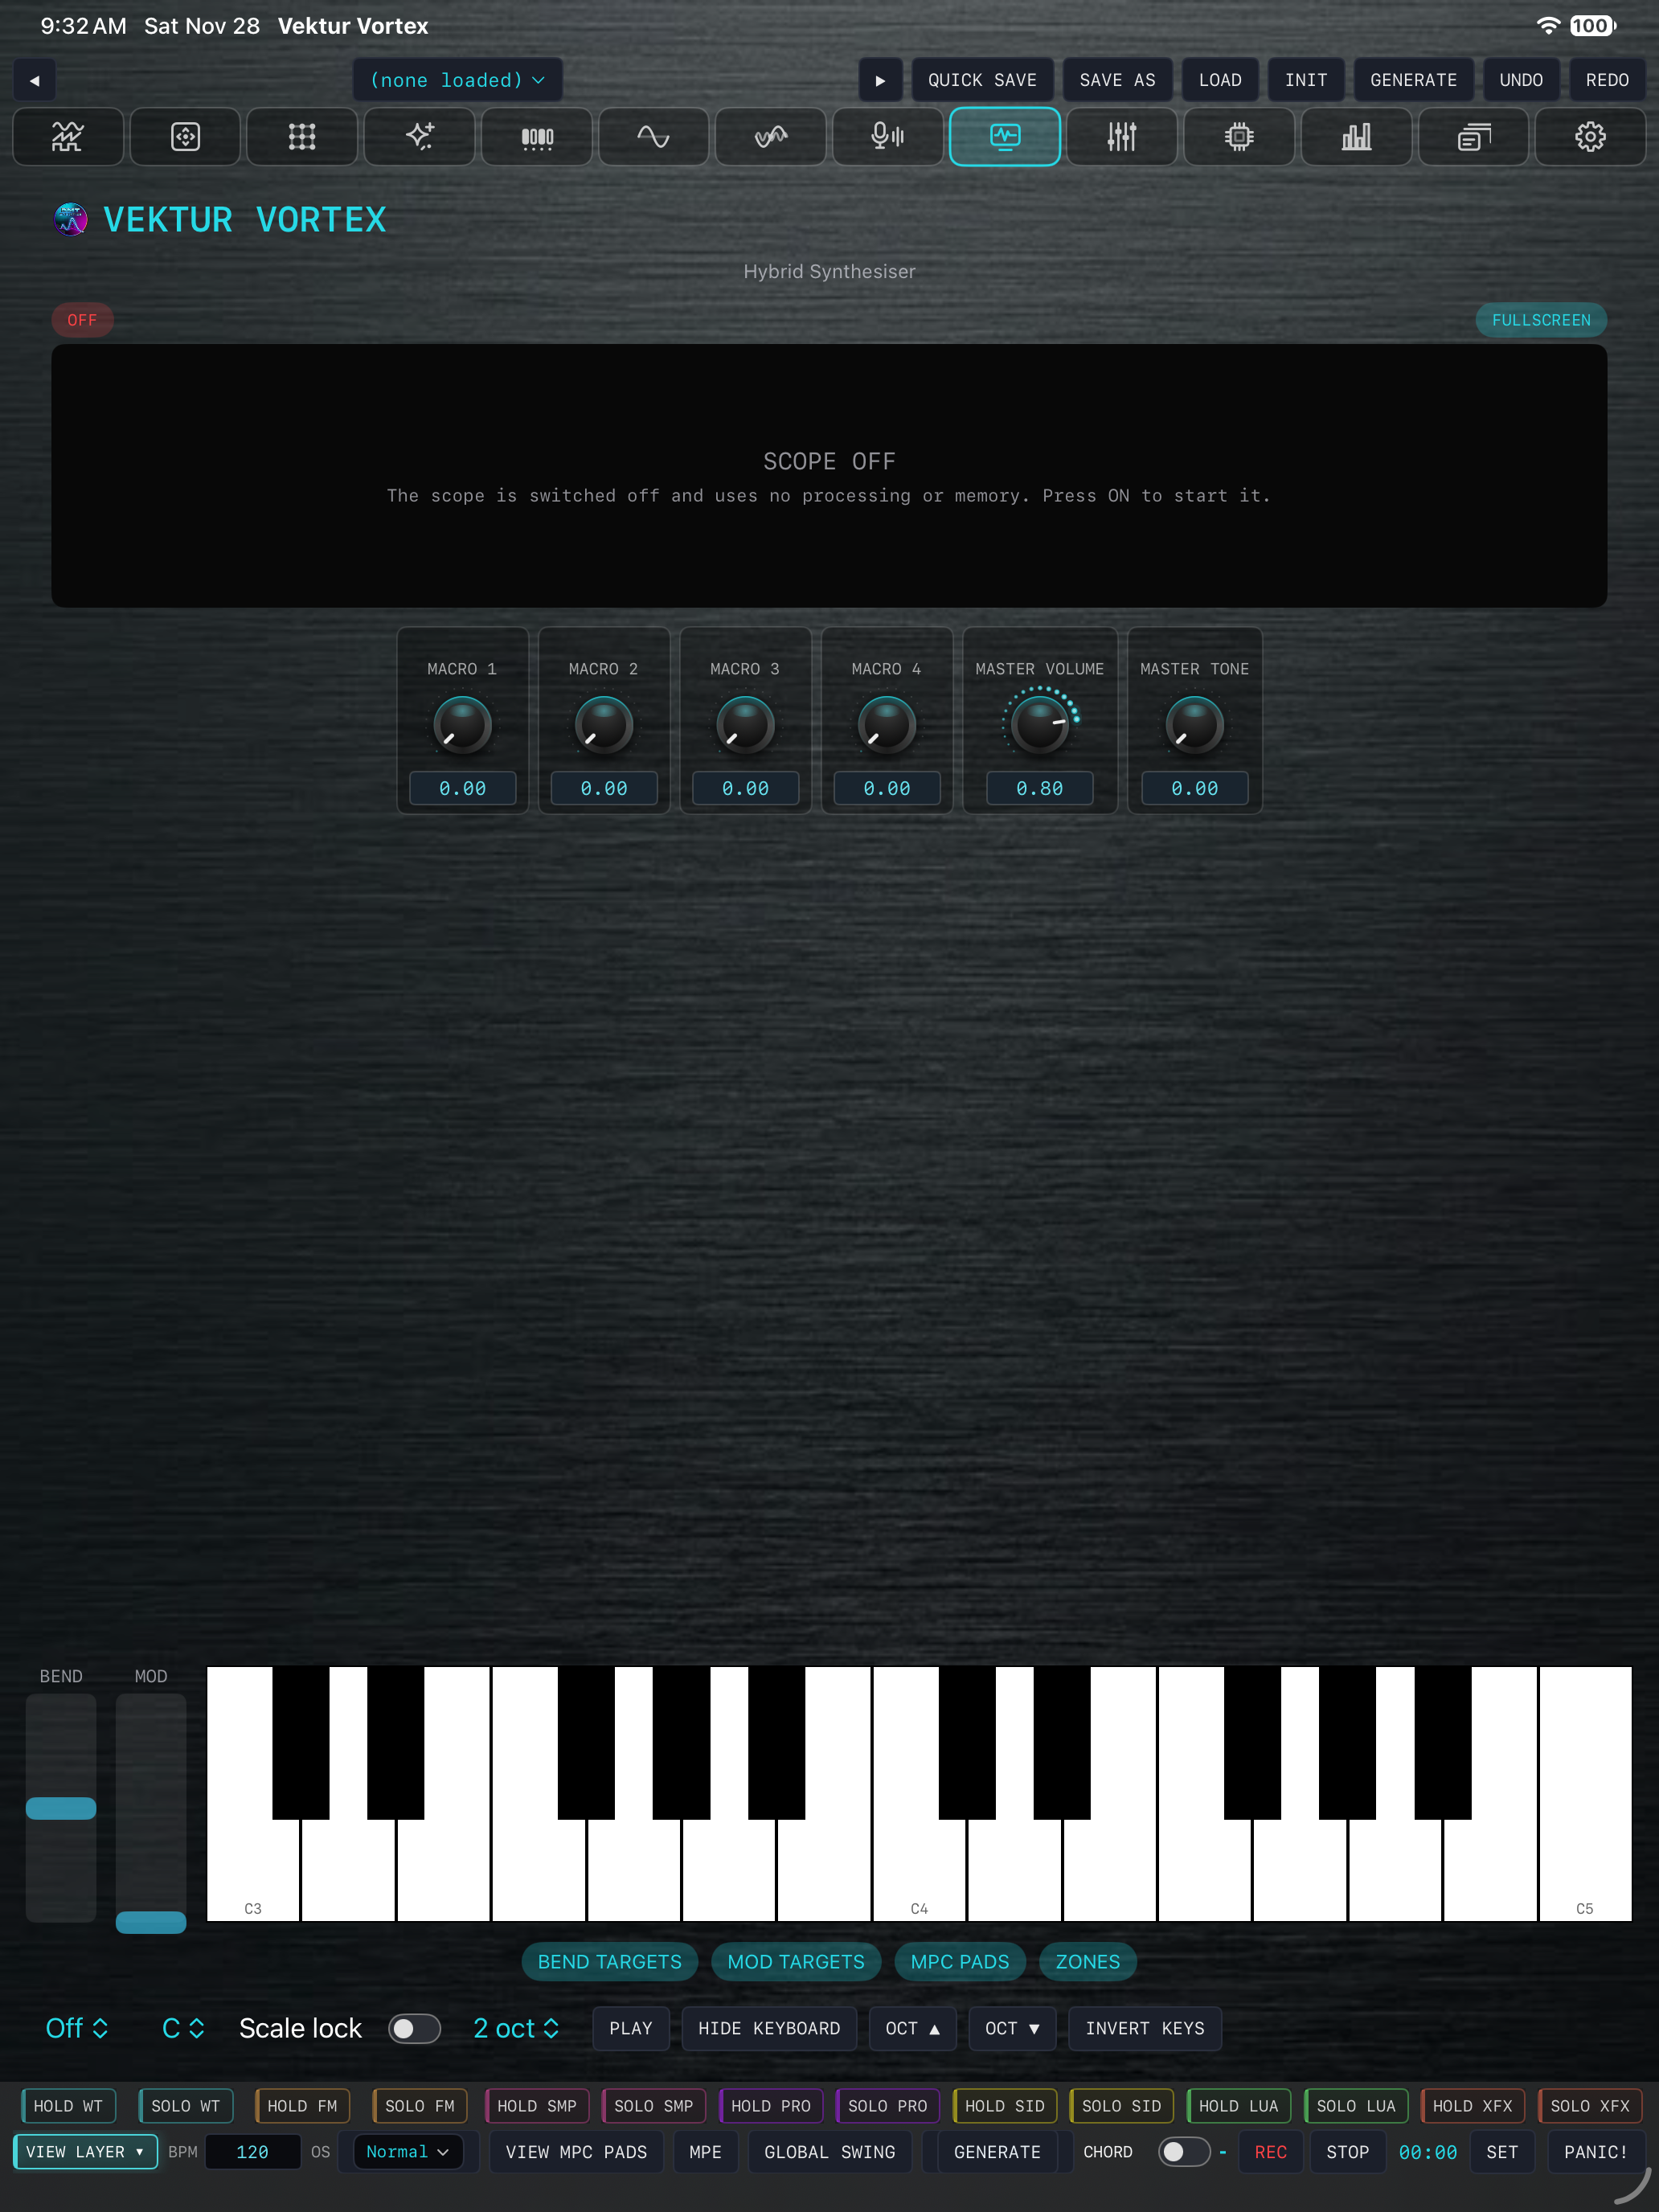 9:32 AM Sat Nov 28 Vektur Vortex 100
◀ (none loaded) ▶ QUICK SAVE SAVE AS LOAD INIT GENERATE UNDO REDO
VEKTUR VORTEX
Hybrid Synthesiser
OFF FULLSCREEN
SCOPE OFF
The scope is switched off and uses no processing or memory. Press ON to start it.
MACRO 1 MACRO 2 MACRO 3 MACRO 4 MASTER VOLUME MASTER TONE
0.00 0.00 0.00 0.00 0.80 0.00
BEND MOD
C3 C4 C5
BEND TARGETS MOD TARGETS MPC PADS ZONES
Off C Scale lock 2 oct PLAY HIDE KEYBOARD OCT ▲ OCT ▼ INVERT KEYS
HOLD WT SOLO WT HOLD FM SOLO FM HOLD SMP SOLO SMP HOLD PRO SOLO PRO HOLD SID SOLO SID HOLD LUA SOLO LUA HOLD XFX SOLO XFX
VIEW LAYER ▼ BPM 120 OS Normal VIEW MPC PADS MPE GLOBAL SWING GENERATE CHORD - REC STOP 00:00 SET PANIC!